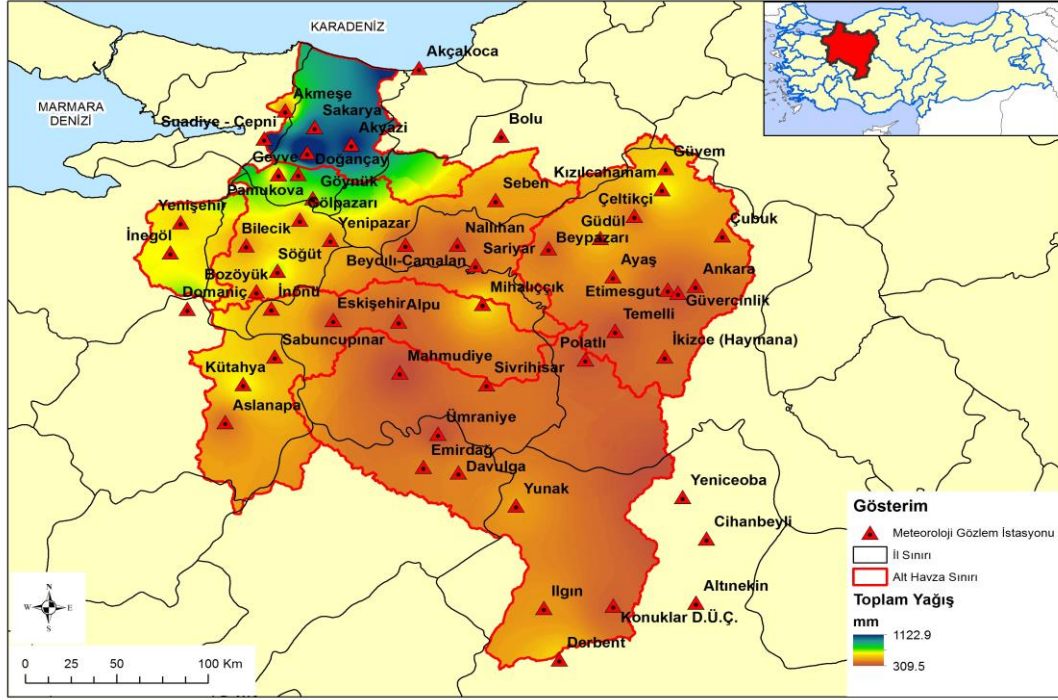 KARADENİZ
Akçakoca
MARMARA
DENİZİ
Akmeşe
Sakarya
Suadiye - Çepni
Akyazi
Bolu
Geyve
Doğançay
Güvem
Kızılcahamam
Pamukova
Göynük
Seben
Çeltikçi
Gölpazarı
Yenişehir
Yenipazar
Güdül
Çubuk
Bilecik
Nallıhan
İnegöl
Söğüt
Sariyar
Beypazarı
Beydılı-Camalan
Ayaş
Ankara
Bozöyük
Mihalıççık
Etimesgut
Domaniç
İnönü
Güvercinlik
Eskişehir
Alpu
Temelli
Sabuncupınar
Polatlı
İkizce (Haymana)
Mahmudiye
Kütahya
Sivrihisar
Aslanapa
Ümraniye
Emirdağ
Davulga
Yeniceoba
Yunak
Cihanbeyli
Altınekin
Ilgın
Konuklar D.Ü.Ç.
Derbent
Gösterim
Meteoroloji Gözlem İstasyonu
İl Sınırı
Alt Havza Sınırı
Toplam Yağış
mm
1122.9
309.5
N
W E
S
0 25 50 100 Km